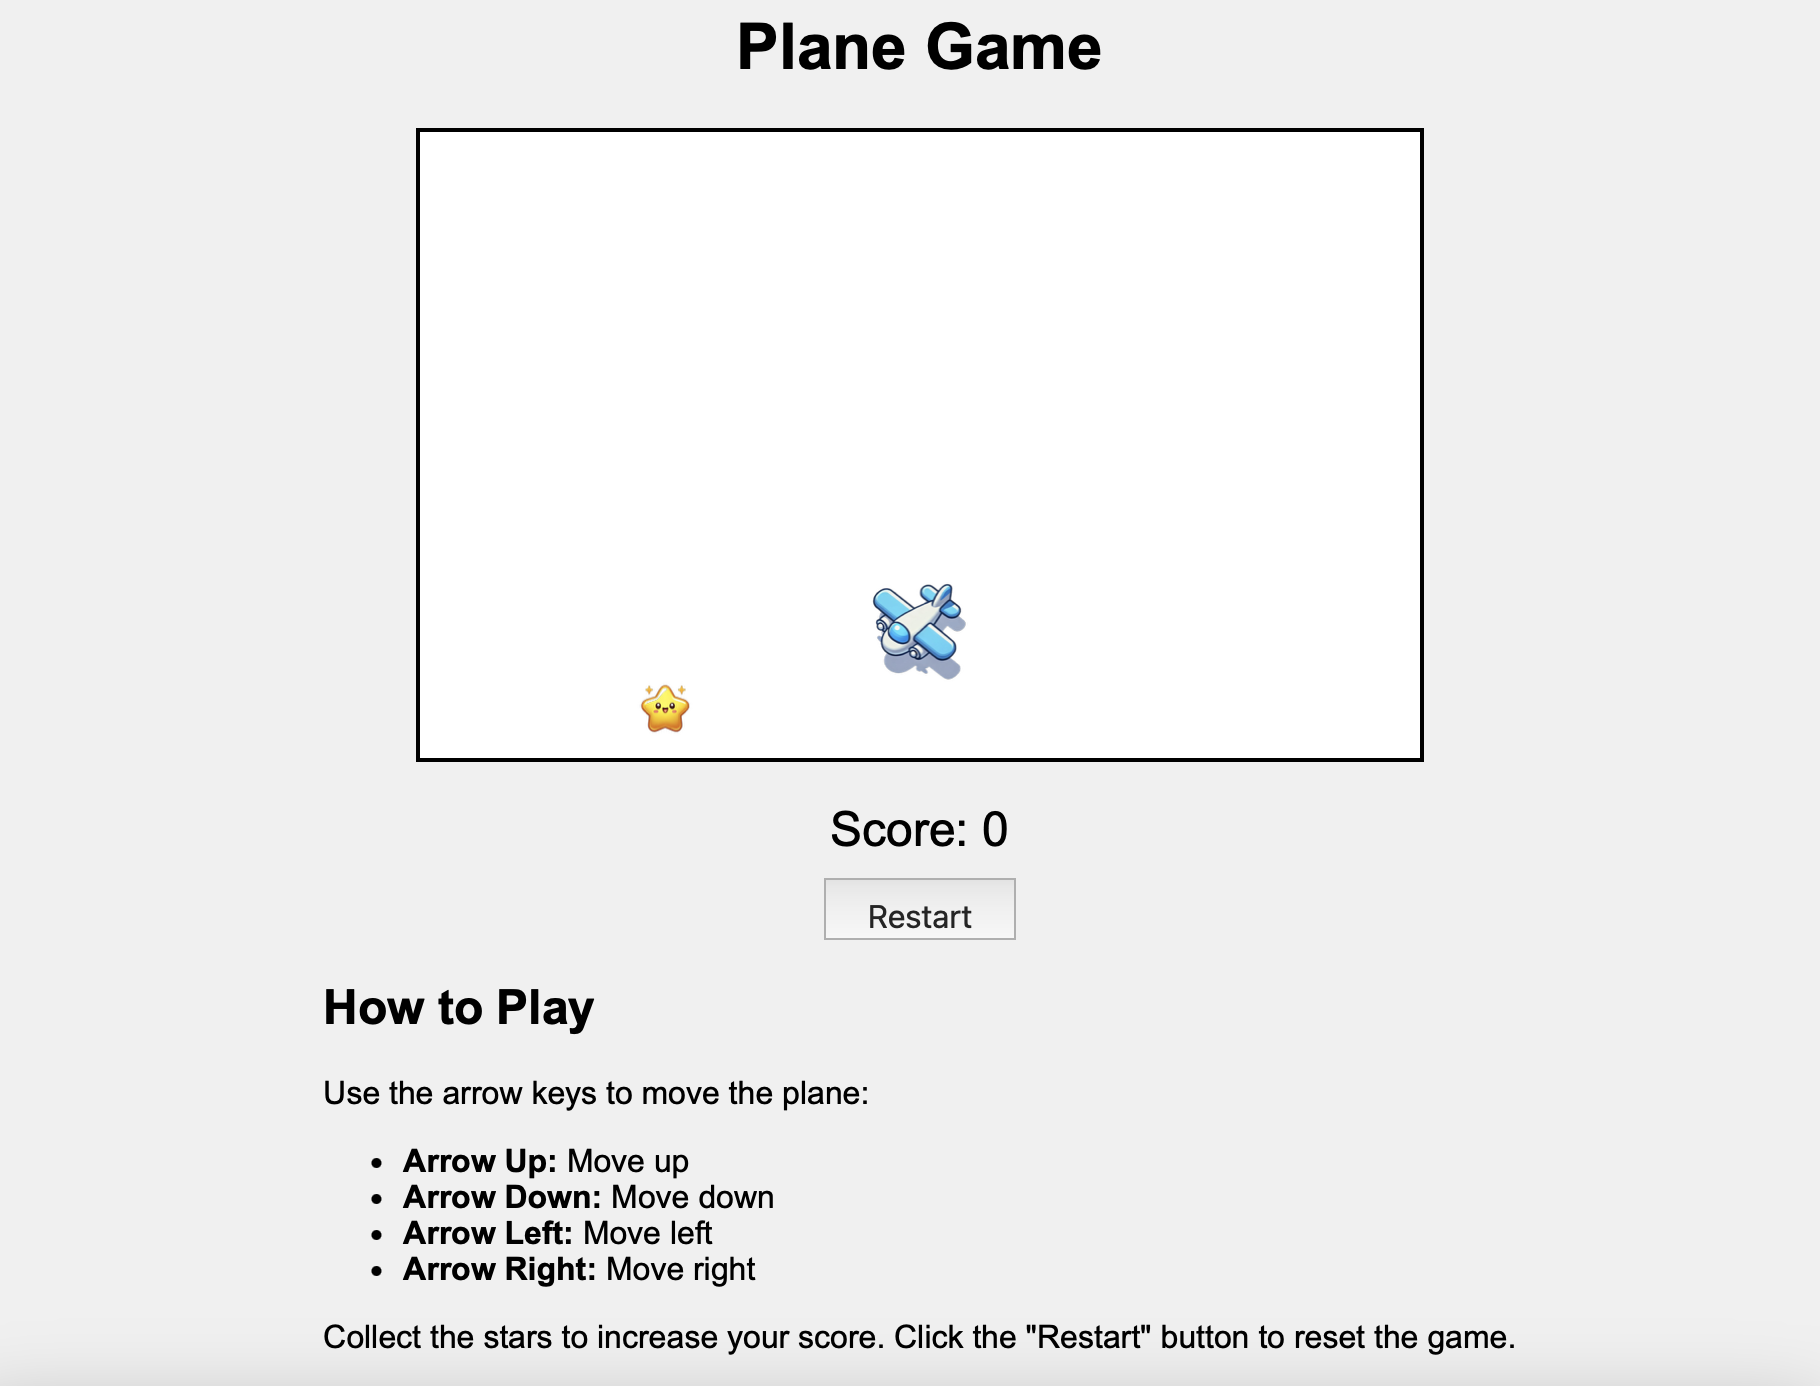 Plane Game
Score: 0
Restart
How to Play
Use the arrow keys to move the plane:
• Arrow Up: Move up
• Arrow Down: Move down
• Arrow Left: Move left
• Arrow Right: Move right
Collect the stars to increase your score. Click the "Restart" button to reset the game.